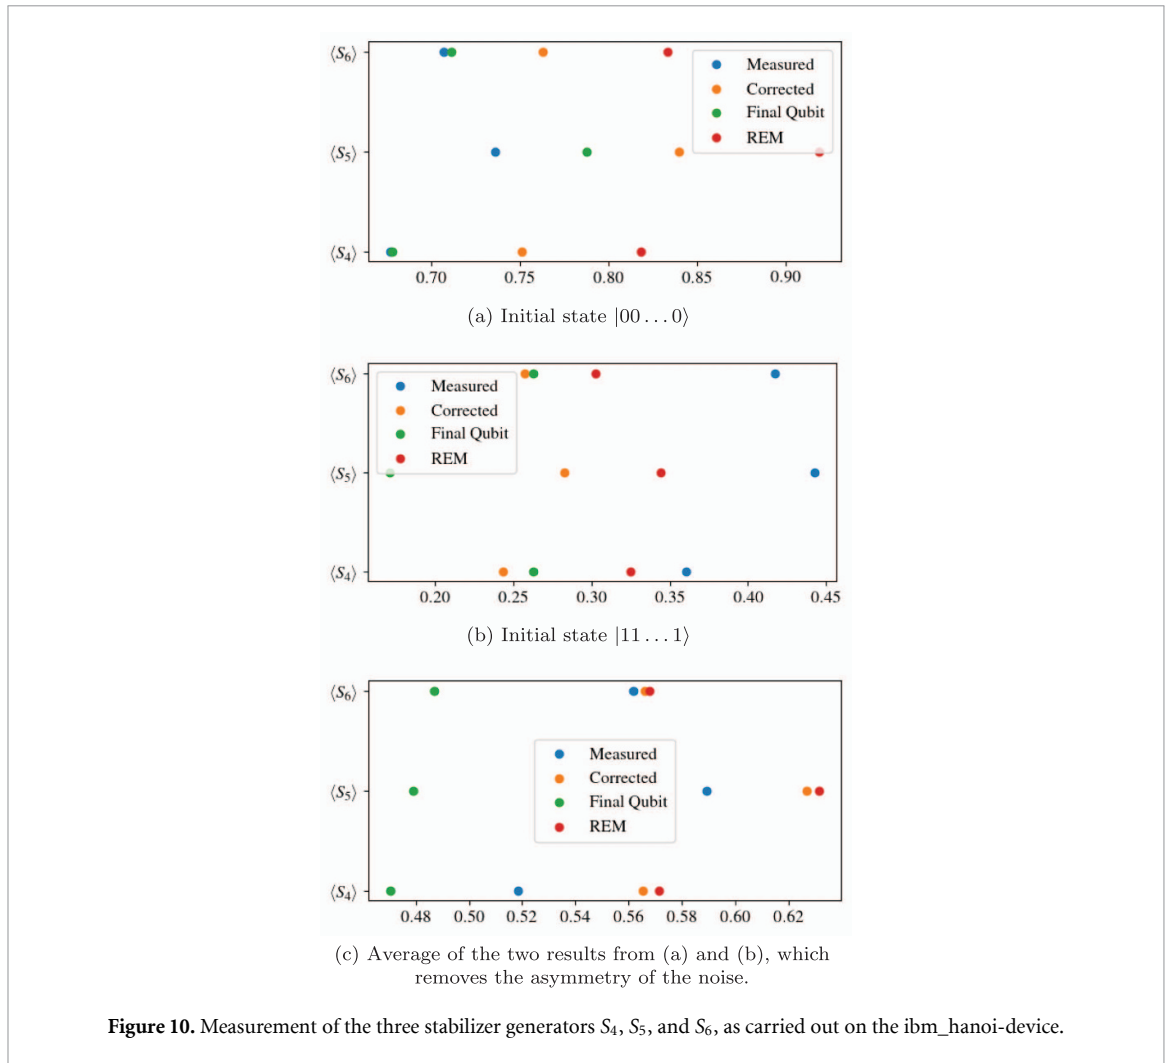 ⟨S₆⟩
Measured
Corrected
Final Qubit
REM
⟨S₅⟩
⟨S₄⟩
0.70 0.75 0.80 0.85 0.90
(a) Initial state |00 . . . 0⟩
⟨S₆⟩
Measured
Corrected
Final Qubit
REM
⟨S₅⟩
⟨S₄⟩
0.20 0.25 0.30 0.35 0.40 0.45
(b) Initial state |11 . . . 1⟩
⟨S₆⟩
Measured
Corrected
Final Qubit
REM
⟨S₅⟩
⟨S₄⟩
0.48 0.50 0.52 0.54 0.56 0.58 0.60 0.62
(c) Average of the two results from (a) and (b), which
removes the asymmetry of the noise.
Figure 10. Measurement of the three stabilizer generators S₄, S₅, and S₆, as carried out on the ibm_hanoi-device.